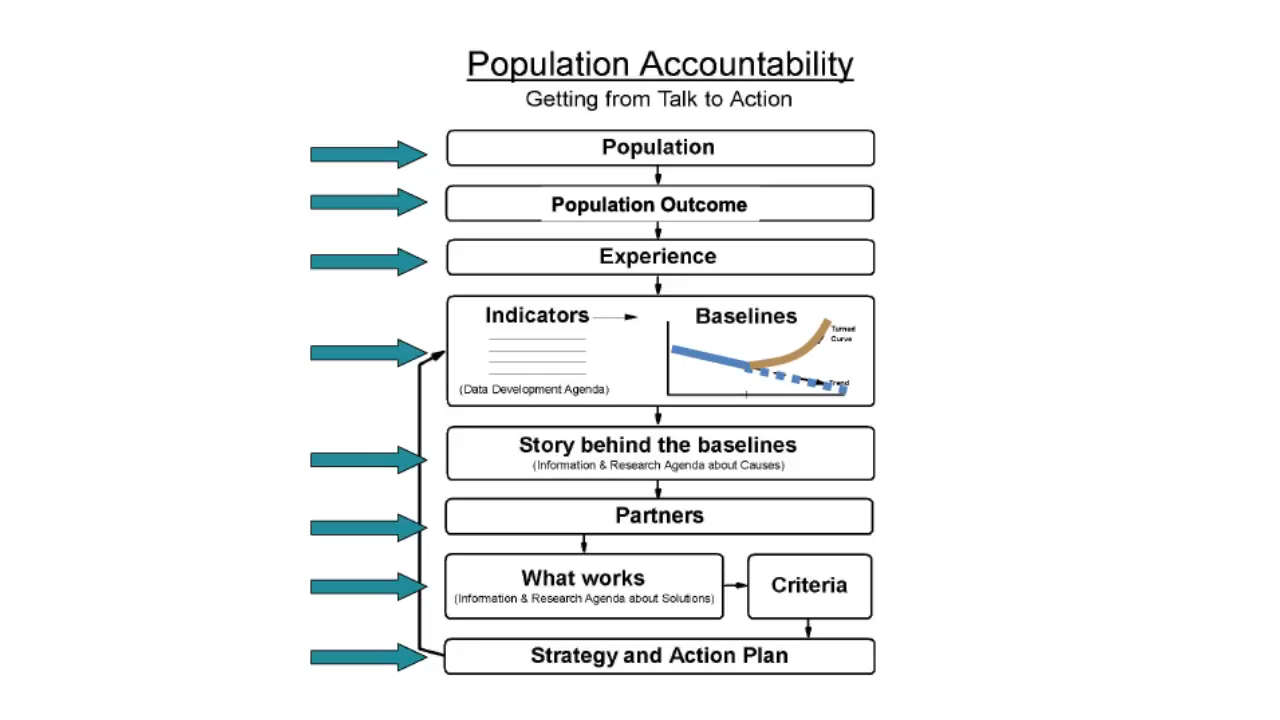 Population Accountability
Getting from Talk to Action
Population
Population Outcome
Experience
Indicators
Baselines
Turned
Curve
Trend
(Data Development Agenda)
Story behind the baselines
(Information & Research Agenda about Causes)
Partners
What works
(Information & Research Agenda about Solutions)
Criteria
Strategy and Action Plan